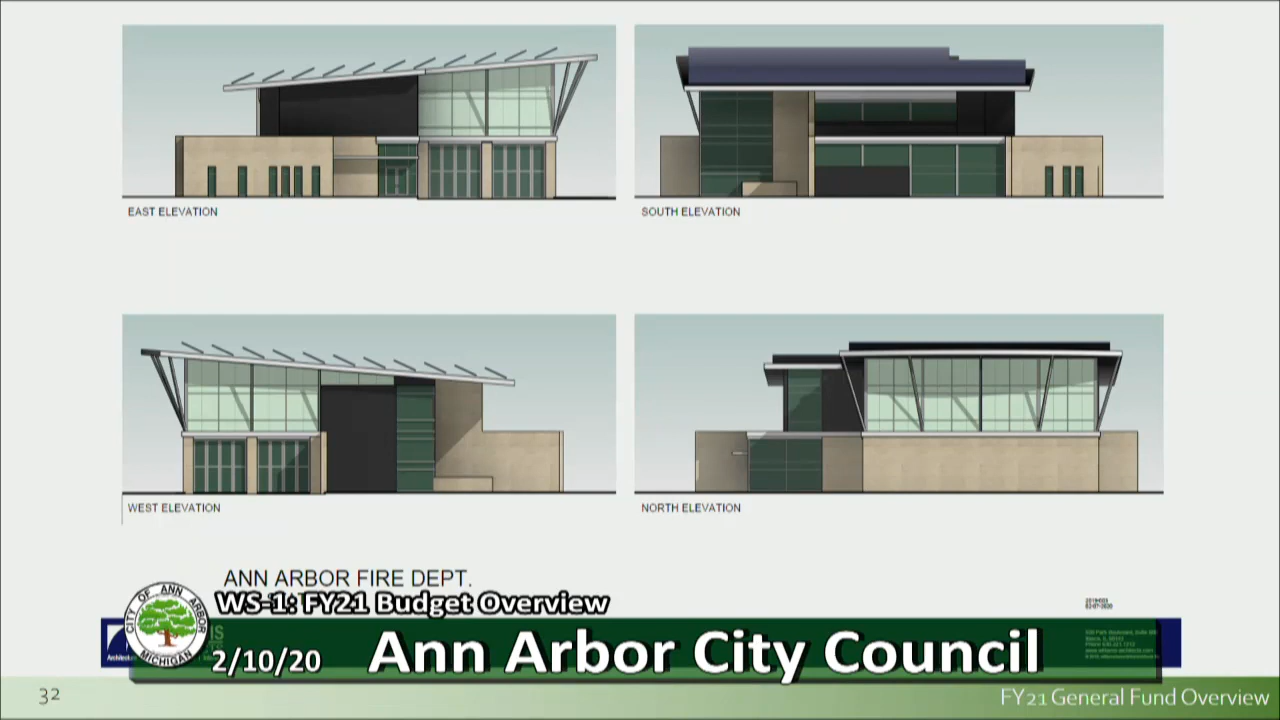 EAST ELEVATION
SOUTH ELEVATION
WEST ELEVATION
NORTH ELEVATION
ANN ARBOR FIRE DEPT.
WS-1: FY21 Budget Overview
CITY OF ANN ARBOR
MICHIGAN
2/10/20
Ann Arbor City Council
32
FY21 General Fund Overview